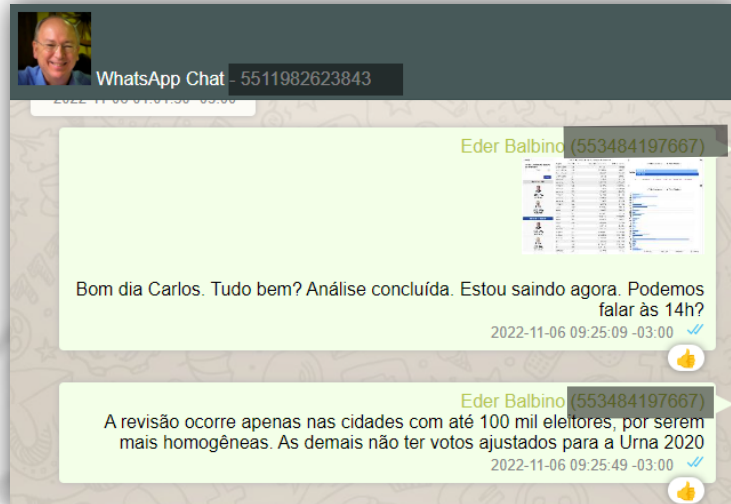 WhatsApp Chat - 5511982623843
Eder Balbino (553484197667)
Bom dia Carlos. Tudo bem? Análise concluída. Estou saindo agora. Podemos
falar às 14h?
2022-11-06 09:25:09 -03:00
Eder Balbino (553484197667)
A revisão ocorre apenas nas cidades com até 100 mil eleitores, por serem
mais homogêneas. As demais não ter votos ajustados para a Urna 2020
2022-11-06 09:25:49 -03:00